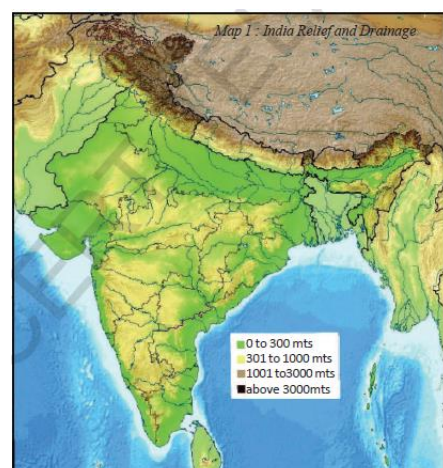 Map 1 : India Relief and Drainage
0 to 300 mts
301 to 1000 mts
1001 to3000 mts
above 3000mts